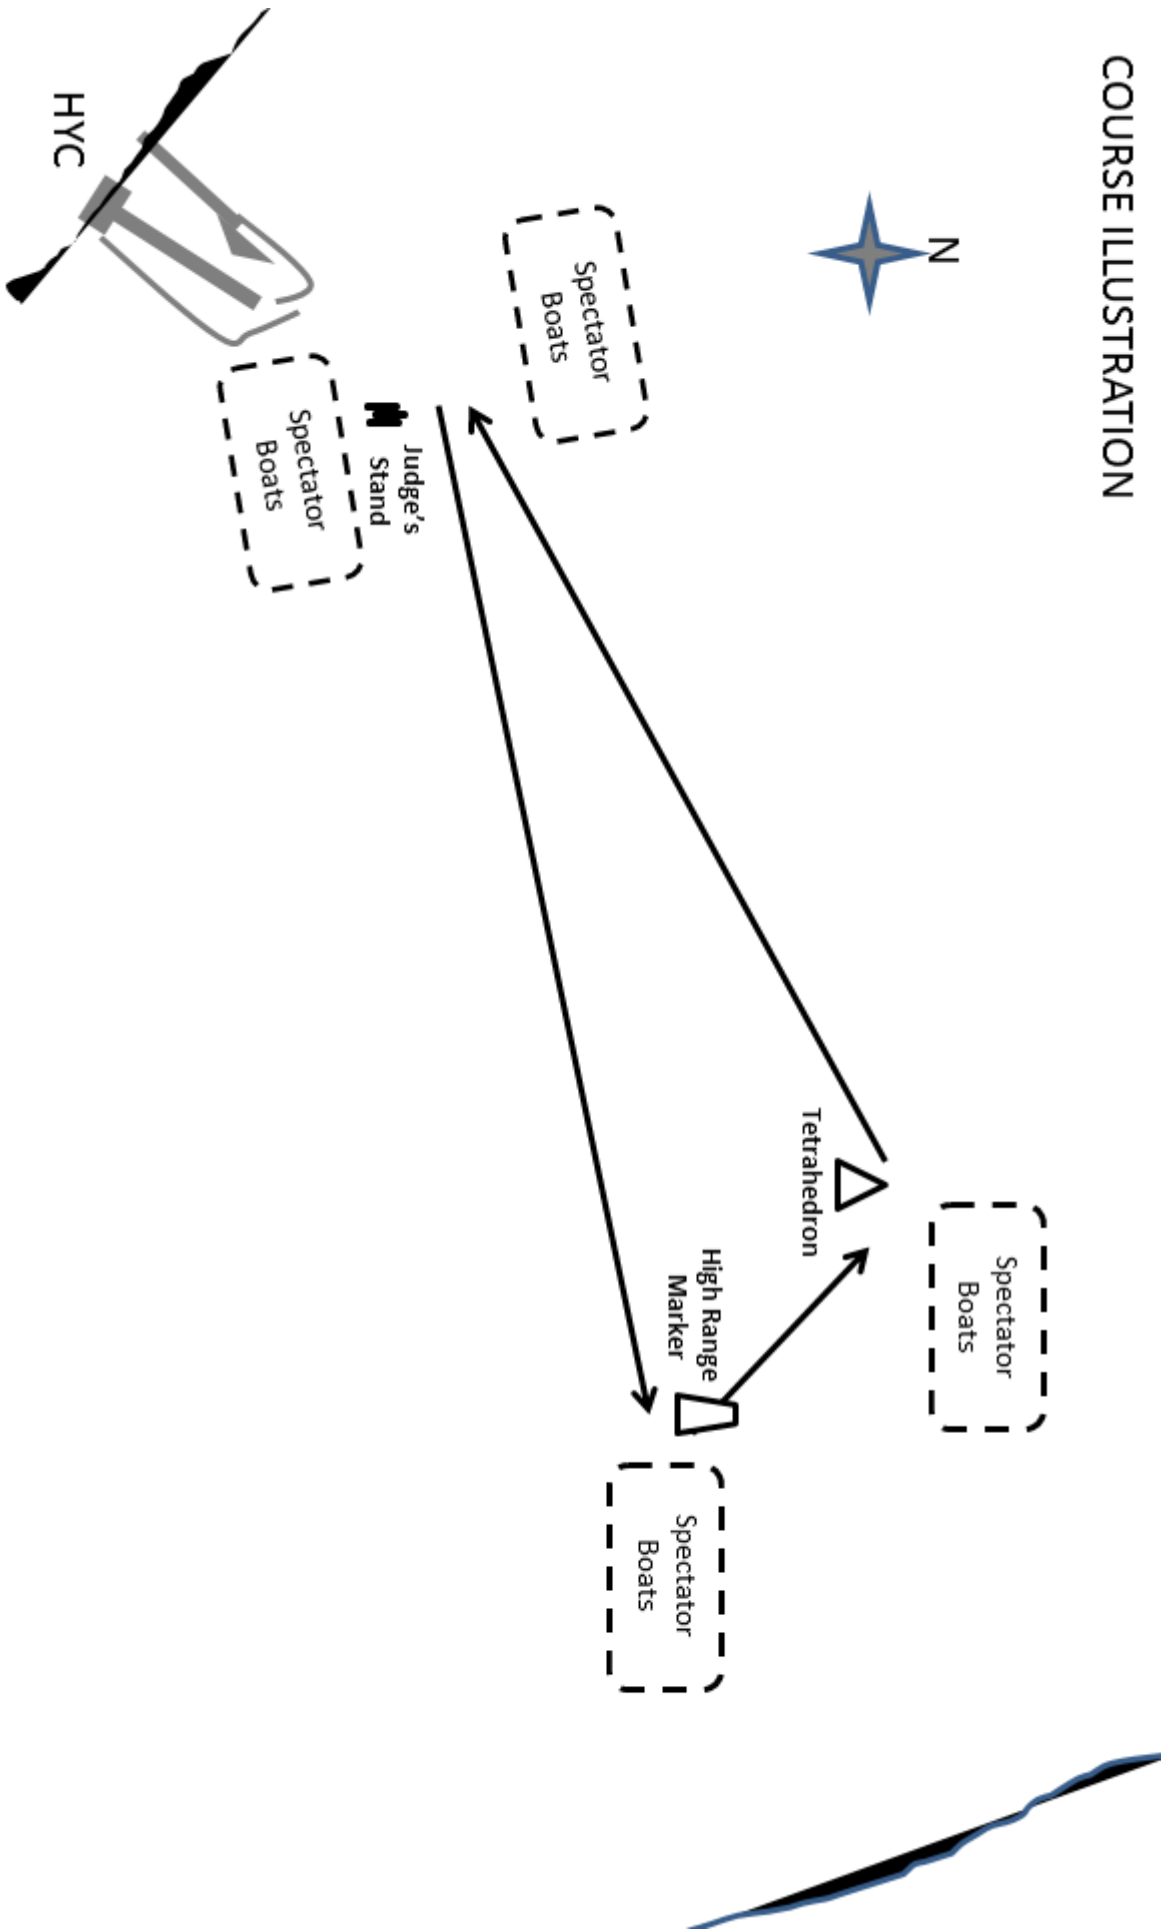 COURSE ILLUSTRATION
N
Spectator
Boats
Spectator
Boats
Tetrahedron
High Range
Marker
Spectator
Boats
Judge's
Stand
Spectator
Boats
HYC